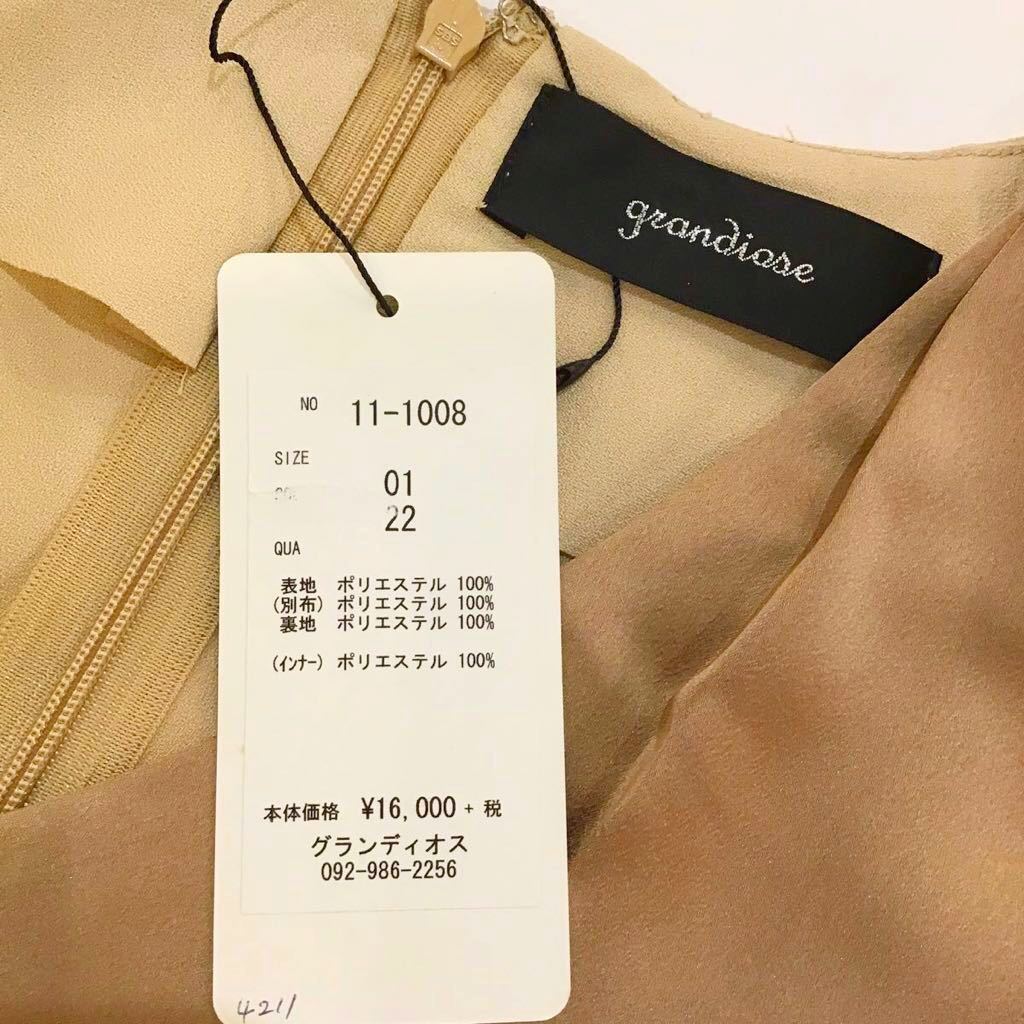 grandiose
NO 11-1008
SIZE 01
22
QUA
表地 ポリエステル 100%
(別布) ポリエステル 100%
裏地 ポリエステル 100%
(インナー) ポリエステル 100%
本体価格 ¥16,000 + 税
グランディオス
092-986-2256
4211